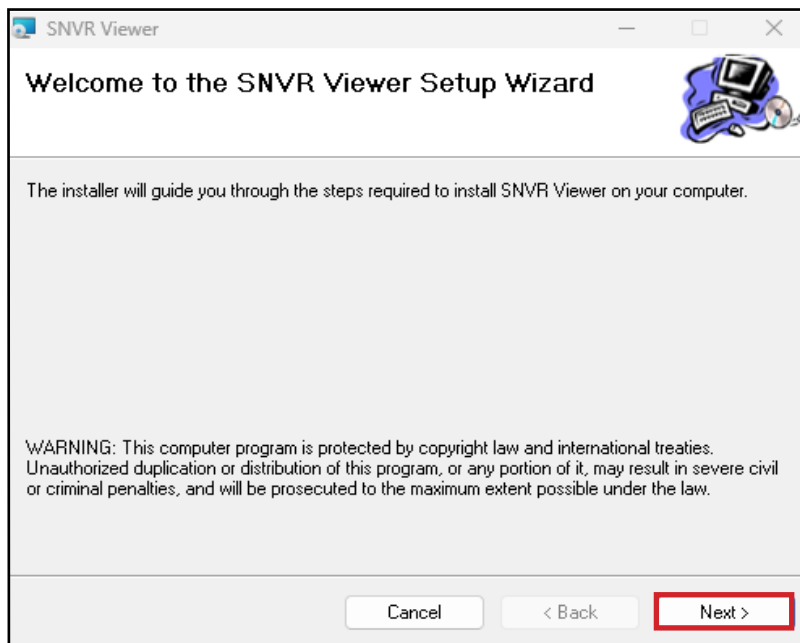 SNVR Viewer
Welcome to the SNVR Viewer Setup Wizard
The installer will guide you through the steps required to install SNVR Viewer on your computer.
WARNING: This computer program is protected by copyright law and international treaties.
Unauthorized duplication or distribution of this program, or any portion of it, may result in severe civil
or criminal penalties, and will be prosecuted to the maximum extent possible under the law.
Cancel
< Back
Next >